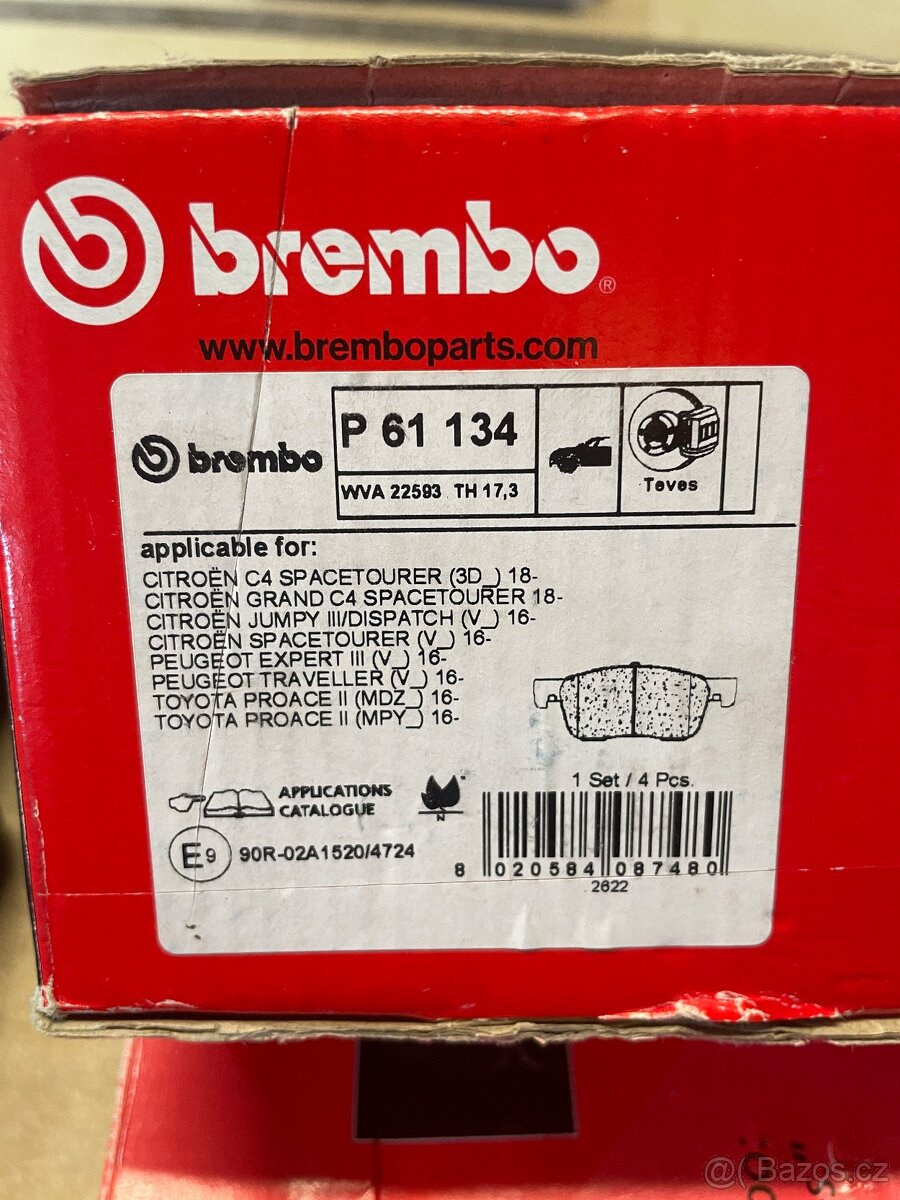 brembo®
www.bremboparts.com
brembo
P 61 134
WVA 22593 TH 17,3
Teves
applicable for:
CITROËN C4 SPACETOURER (3D_) 18-
CITROËN GRAND C4 SPACETOURER 18-
CITROËN JUMPY III/DISPATCH (V_) 16-
CITROËN SPACETOURER (V_) 16-
PEUGEOT EXPERT III (V_) 16-
PEUGEOT TRAVELLER (V_) 16-
TOYOTA PROACE II (MDZ_) 16-
TOYOTA PROACE II (MPY_) 16-
1 Set / 4 Pcs.
APPLICATIONS
CATALOGUE
N
E9 90R-02A1520/4724
8 020584 087480
2622
@( Bazos.cz